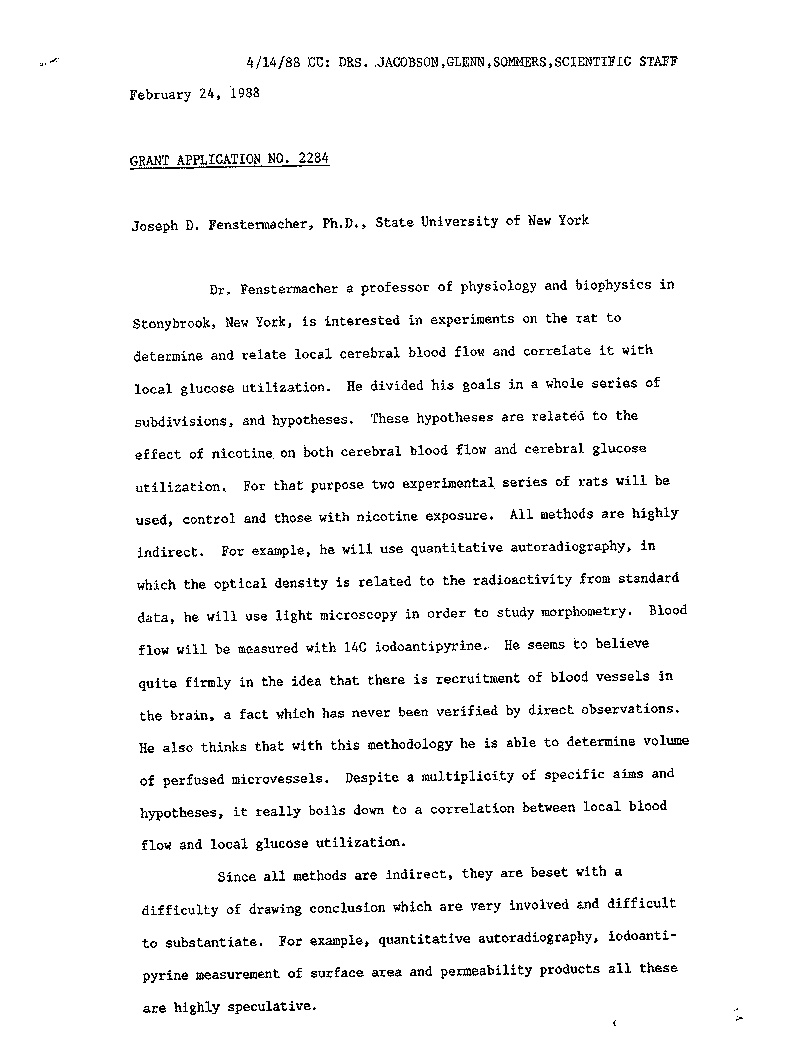 4/14/88 CC: DRS. JACOBSON,GLENN,SOMMERS,SCIENTIFIC STAFF
February 24, 1988
GRANT APPLICATION NO. 2284
Joseph D. Fenstermacher, Ph.D., State University of New York
Dr. Fenstermacher a professor of physiology and biophysics in
Stonybrook, New York, is interested in experiments on the rat to
determine and relate local cerebral blood flow and correlate it with
local glucose utilization. He divided his goals in a whole series of
subdivisions, and hypotheses. These hypotheses are related to the
effect of nicotine on both cerebral blood flow and cerebral glucose
utilization. For that purpose two experimental series of rats will be
used, control and those with nicotine exposure. All methods are highly
indirect. For example, he will use quantitative autoradiography, in
which the optical density is related to the radioactivity from standard
data, he will use light microscopy in order to study morphometry. Blood
flow will be measured with 14C iodoantipyrine. He seems to believe
quite firmly in the idea that there is recruitment of blood vessels in
the brain, a fact which has never been verified by direct observations.
He also thinks that with this methodology he is able to determine volume
of perfused microvessels. Despite a multiplicity of specific aims and
hypotheses, it really boils down to a correlation between local blood
flow and local glucose utilization.
Since all methods are indirect, they are beset with a
difficulty of drawing conclusion which are very involved and difficult
to substantiate. For example, quantitative autoradiography, iodoanti-
pyrine measurement of surface area and permeability products all these
are highly speculative.